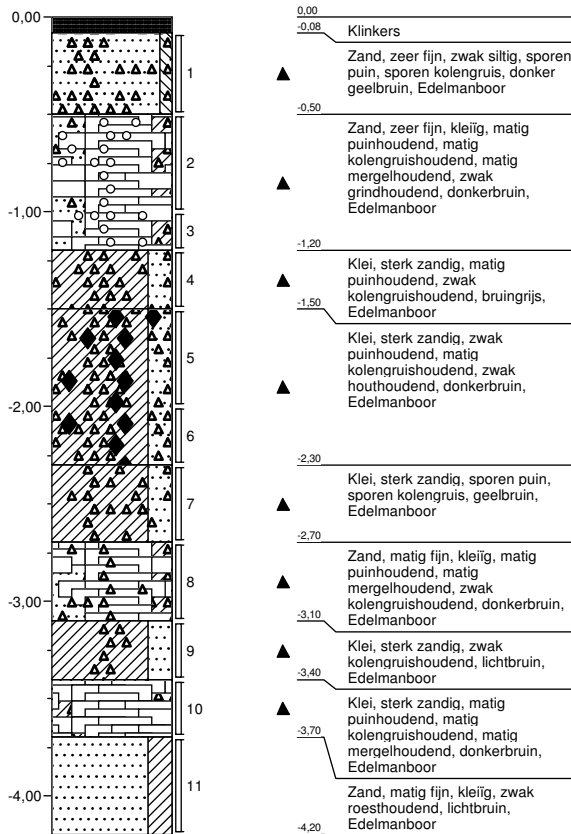 0,00
-1,00
-2,00
-3,00
-4,00
1
2
3
4
5
6
7
8
9
10
11
0,00
-0,08
Klinkers
Zand, zeer fijn, zwak siltig, sporen
puin, sporen kolengruis, donker
geelbruin, Edelmanboor
-0,50
Zand, zeer fijn, kleiïg, matig
puinhoudend, matig
kolengruishoudend, matig
mergelhoudend, zwak
grindhoudend, donkerbruin,
Edelmanboor
-1,20
Klei, sterk zandig, matig
puinhoudend, zwak
kolengruishoudend, bruingrijs,
Edelmanboor
-1,50
Klei, sterk zandig, zwak
puinhoudend, matig
kolengruishoudend, zwak
houthoudend, donkerbruin,
Edelmanboor
-2,30
Klei, sterk zandig, sporen puin,
sporen kolengruis, geelbruin,
Edelmanboor
-2,70
Zand, matig fijn, kleiïg, matig
puinhoudend, matig
mergelhoudend, zwak
kolengruishoudend, donkerbruin,
Edelmanboor
-3,10
Klei, sterk zandig, zwak
kolengruishoudend, lichtbruin,
Edelmanboor
-3,40
Klei, sterk zandig, matig
puinhoudend, matig
kolengruishoudend, matig
mergelhoudend, donkerbruin,
Edelmanboor
-3,70
Zand, matig fijn, kleiïg, zwak
roesthoudend, lichtbruin,
Edelmanboor
-4,20